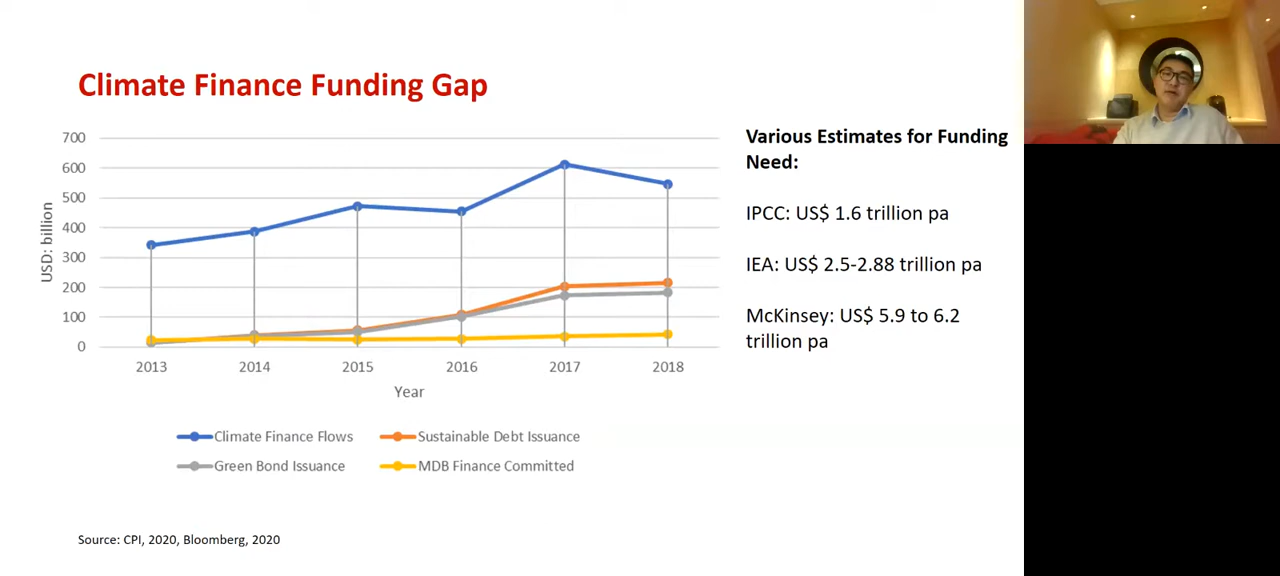 Climate Finance Funding Gap
700
600
500
400
300
200
100
0
USD: billion
2013 2014 2015 2016 2017 2018
Year
Climate Finance Flows Sustainable Debt Issuance
Green Bond Issuance MDB Finance Committed
Various Estimates for Funding
Need:
IPCC: US$ 1.6 trillion pa
IEA: US$ 2.5-2.88 trillion pa
McKinsey: US$ 5.9 to 6.2
trillion pa
Source: CPI, 2020, Bloomberg, 2020